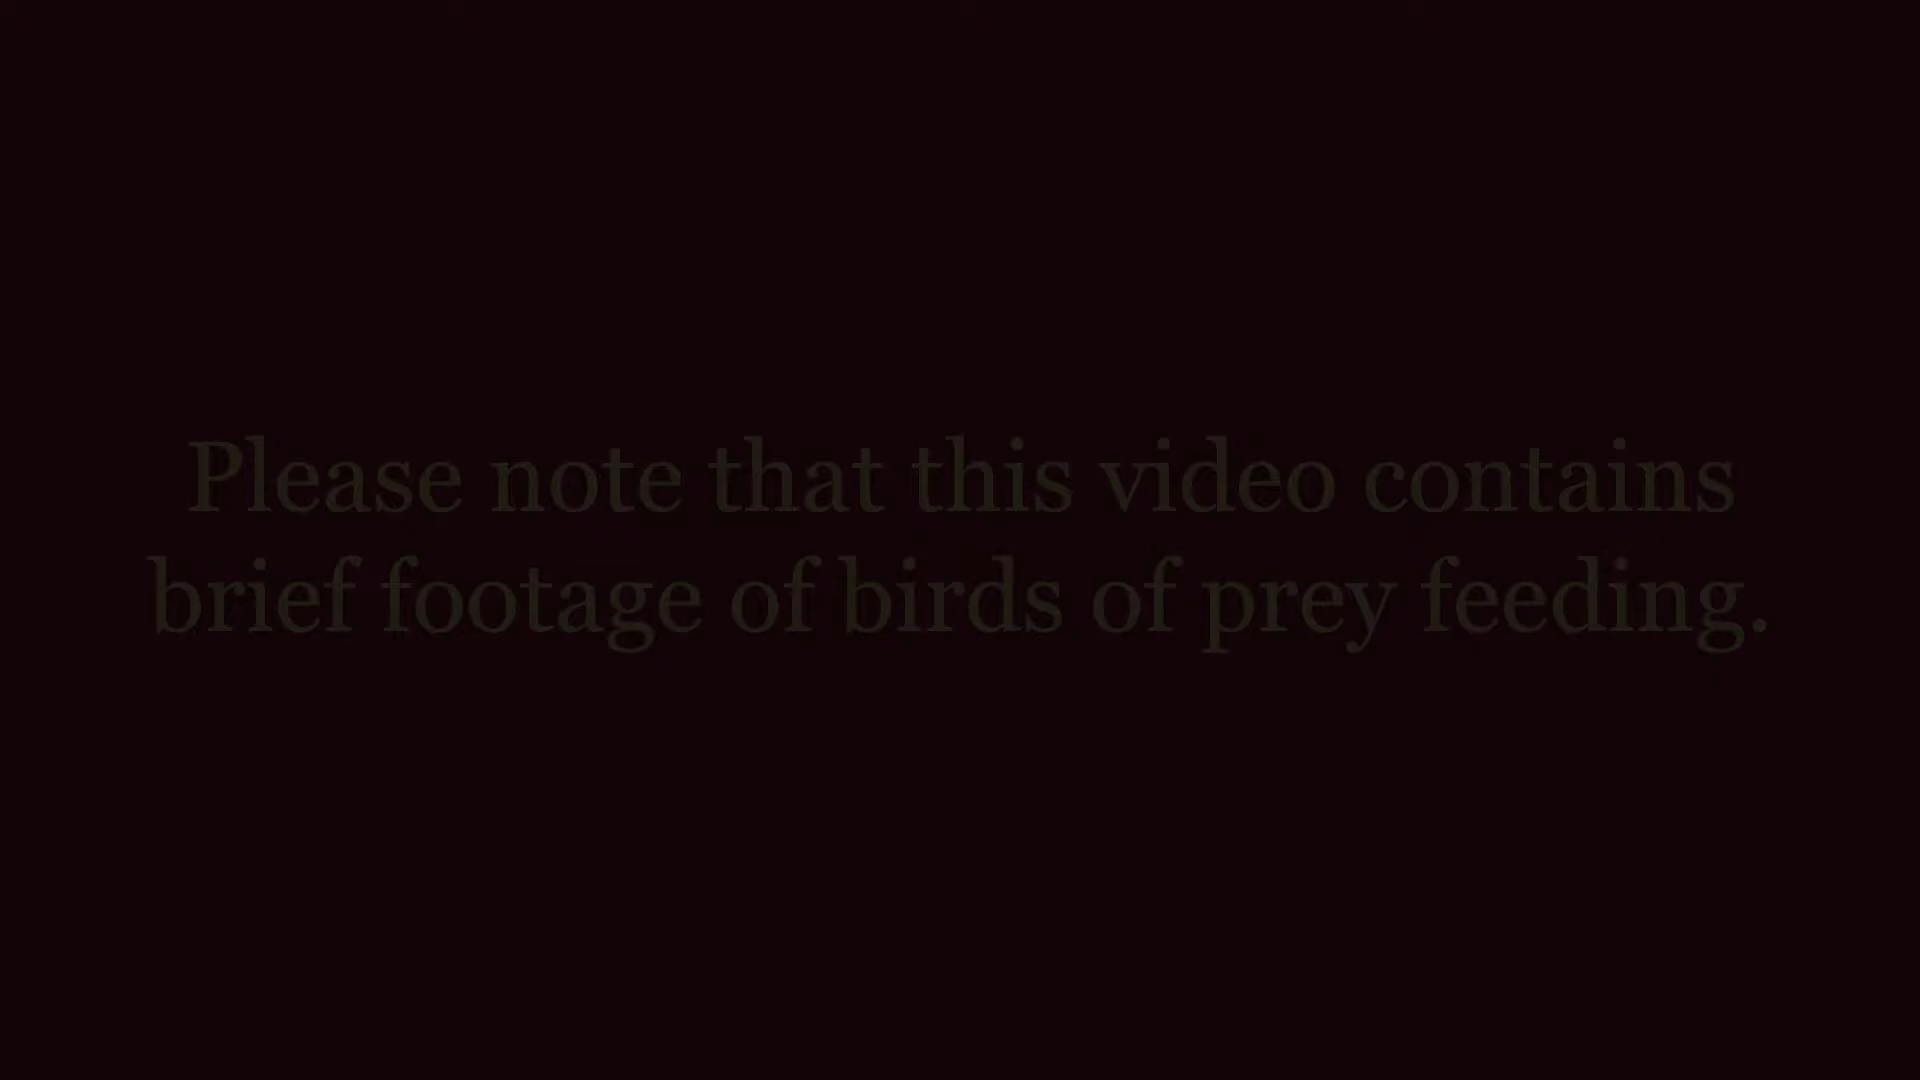 Please note that this video contains
brief footage of birds of prey feeding.